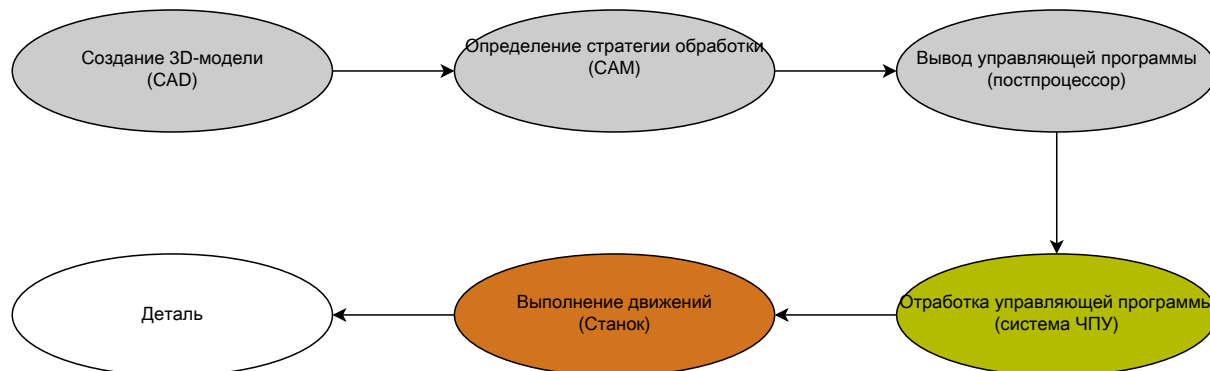 Создание 3D-модели
(CAD)
Определение стратегии обработки
(CAM)
Вывод управляющей программы
(постпроцессор)
Деталь
Выполнение движений
(Станок)
Отработка управляющей программы
(система ЧПУ)